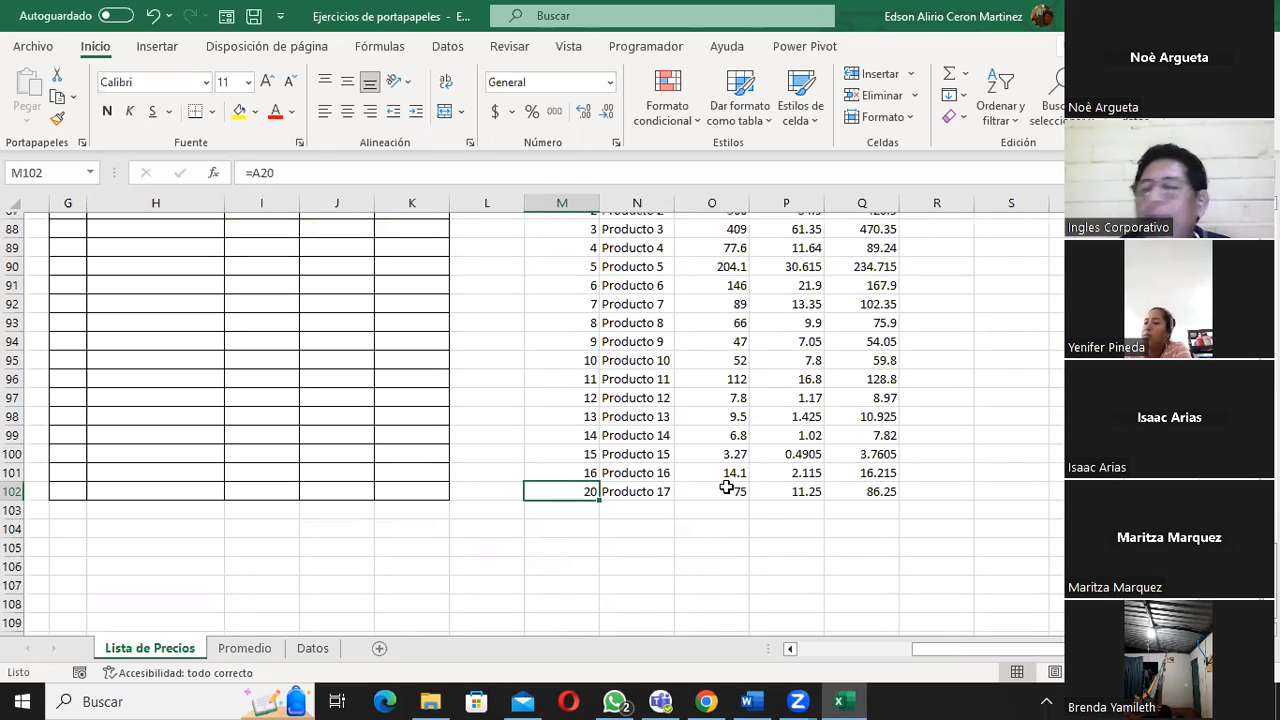 Autoguardado
Ejercicios de portapapeles - E...
Buscar
Edson Alirio Ceron Martinez
Archivo Inicio Insertar Disposición de página Fórmulas Datos Revisar Vista Programador Ayuda Power Pivot
Pegar
Calibri 11
N K S
General
$ % 000
Formato condicional
Dar formato como tabla
Estilos de celda
Insertar
Eliminar
Formato
Ordenar y filtrar
Portapapeles Fuente Alineación Número Estilos Celdas Edición
M102 fx =A20
G H I J K L M N O P Q R S
88 3 Producto 3 409 61.35 470.35
89 4 Producto 4 77.6 11.64 89.24
90 5 Producto 5 204.1 30.615 234.715
91 6 Producto 6 146 21.9 167.9
92 7 Producto 7 89 13.35 102.35
93 8 Producto 8 66 9.9 75.9
94 9 Producto 9 47 7.05 54.05
95 10 Producto 10 52 7.8 59.8
96 11 Producto 11 112 16.8 128.8
97 12 Producto 12 7.8 1.17 8.97
98 13 Producto 13 9.5 1.425 10.925
99 14 Producto 14 6.8 1.02 7.82
100 15 Producto 15 3.27 0.4905 3.7605
101 16 Producto 16 14.1 2.115 16.215
102 20 Producto 17 75 11.25 86.25
103
104
105
106
107
108
109
Lista de Precios Promedio Datos
Listo Accesibilidad: todo correcto
Buscar
2
Noè Argueta
Noè Argueta
Ingles Corporativo
Yenifer Pineda
Isaac Arias
Isaac Arias
Maritza Marquez
Maritza Marquez
Brenda Yamileth